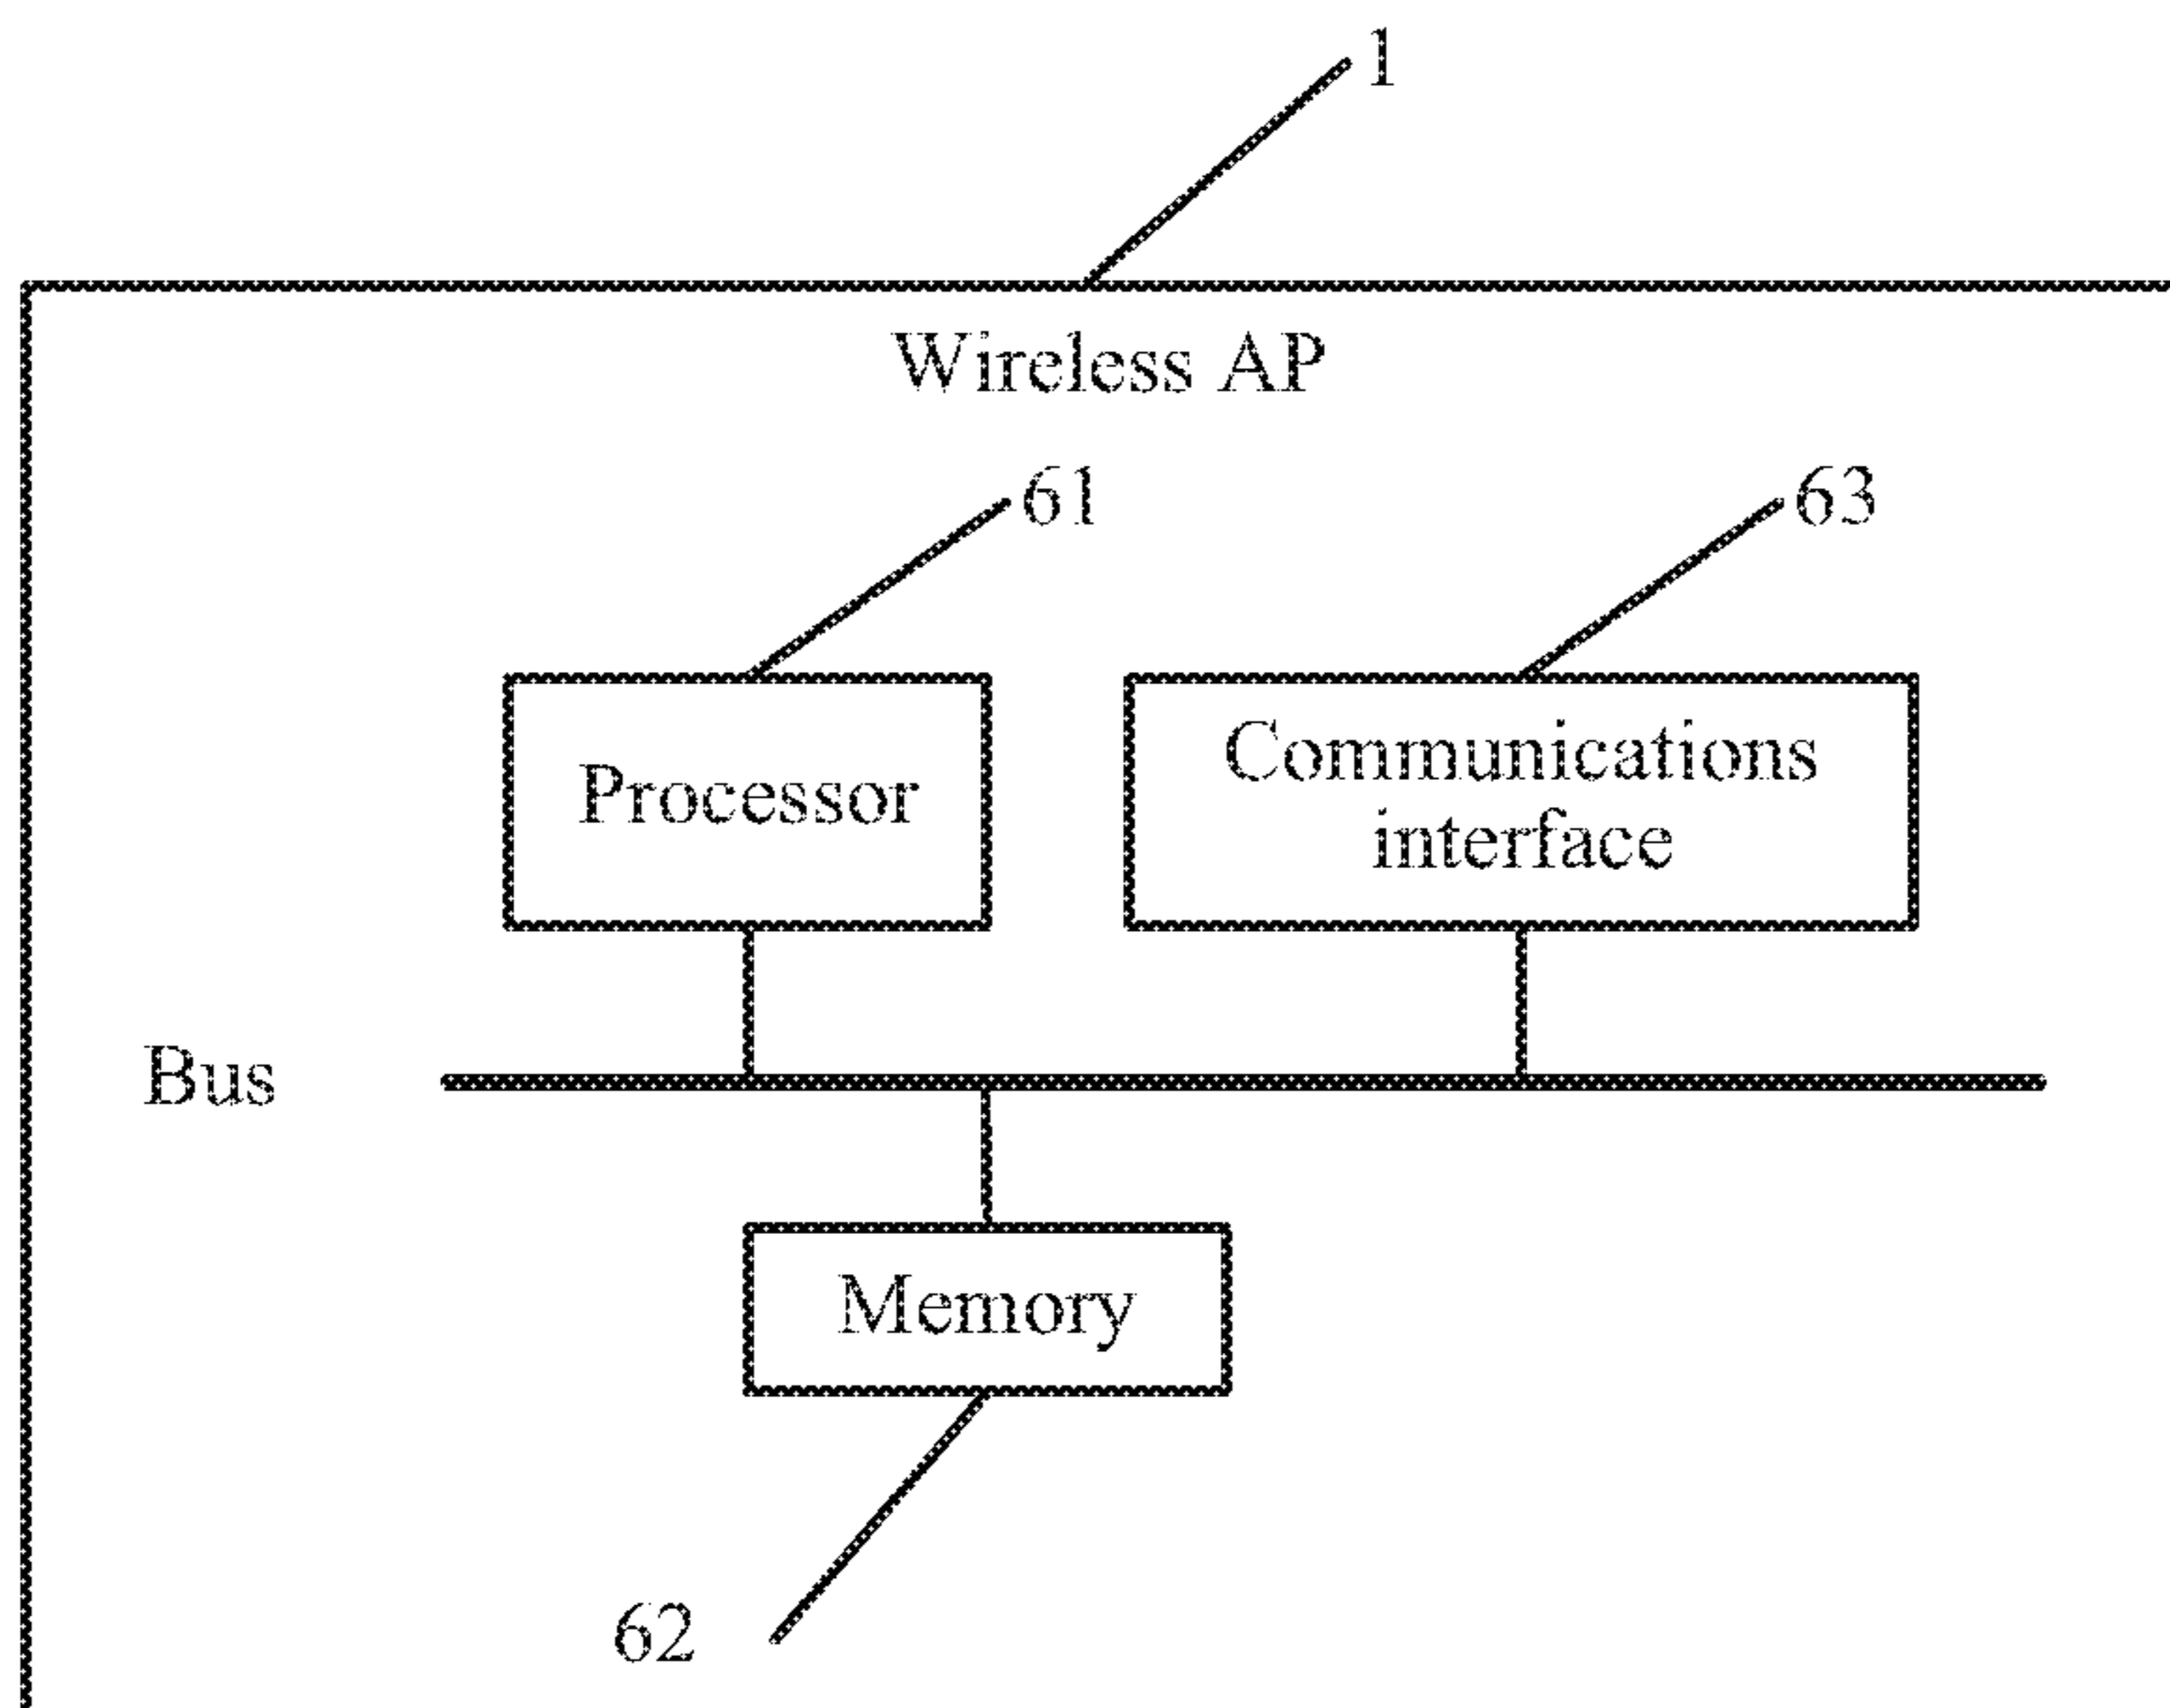 1
Wireless AP
61
63
Processor
Communications
interface
Bus
Memory
62